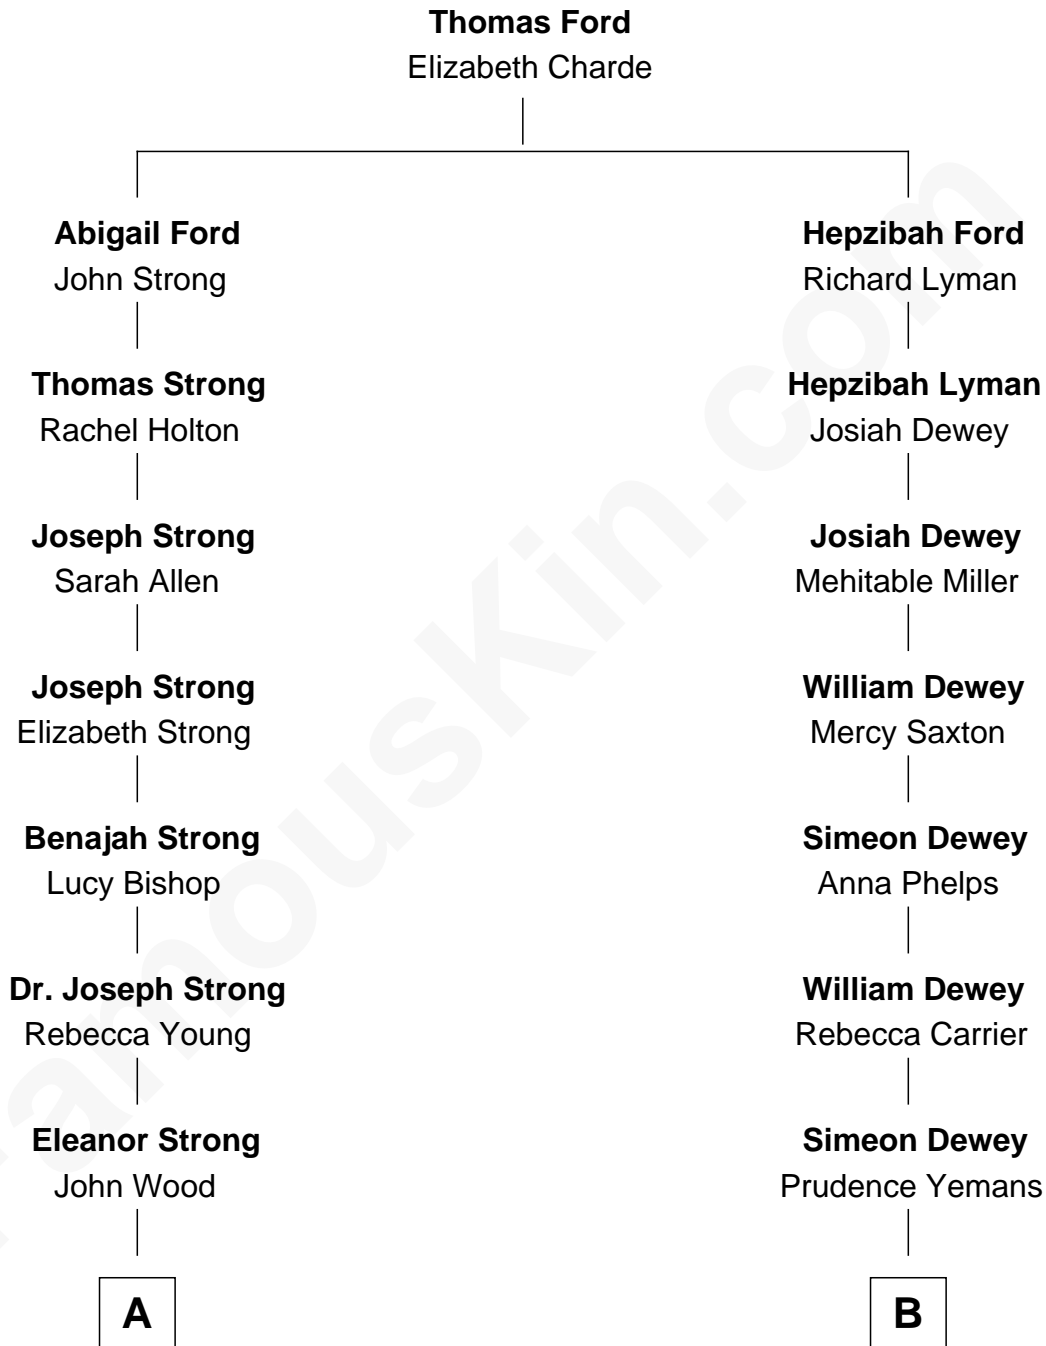 Thomas Ford
Elizabeth Charde
Abigail Ford
John Strong
Hepzibah Ford
Richard Lyman
Thomas Strong
Rachel Holton
Hepzibah Lyman
Josiah Dewey
Joseph Strong
Sarah Allen
Josiah Dewey
Mehitable Miller
Joseph Strong
Elizabeth Strong
William Dewey
Mercy Saxton
Benajah Strong
Lucy Bishop
Simeon Dewey
Anna Phelps
Dr. Joseph Strong
Rebecca Young
William Dewey
Rebecca Carrier
Eleanor Strong
John Wood
Simeon Dewey
Prudence Yemans
A
B
FamousKin.com